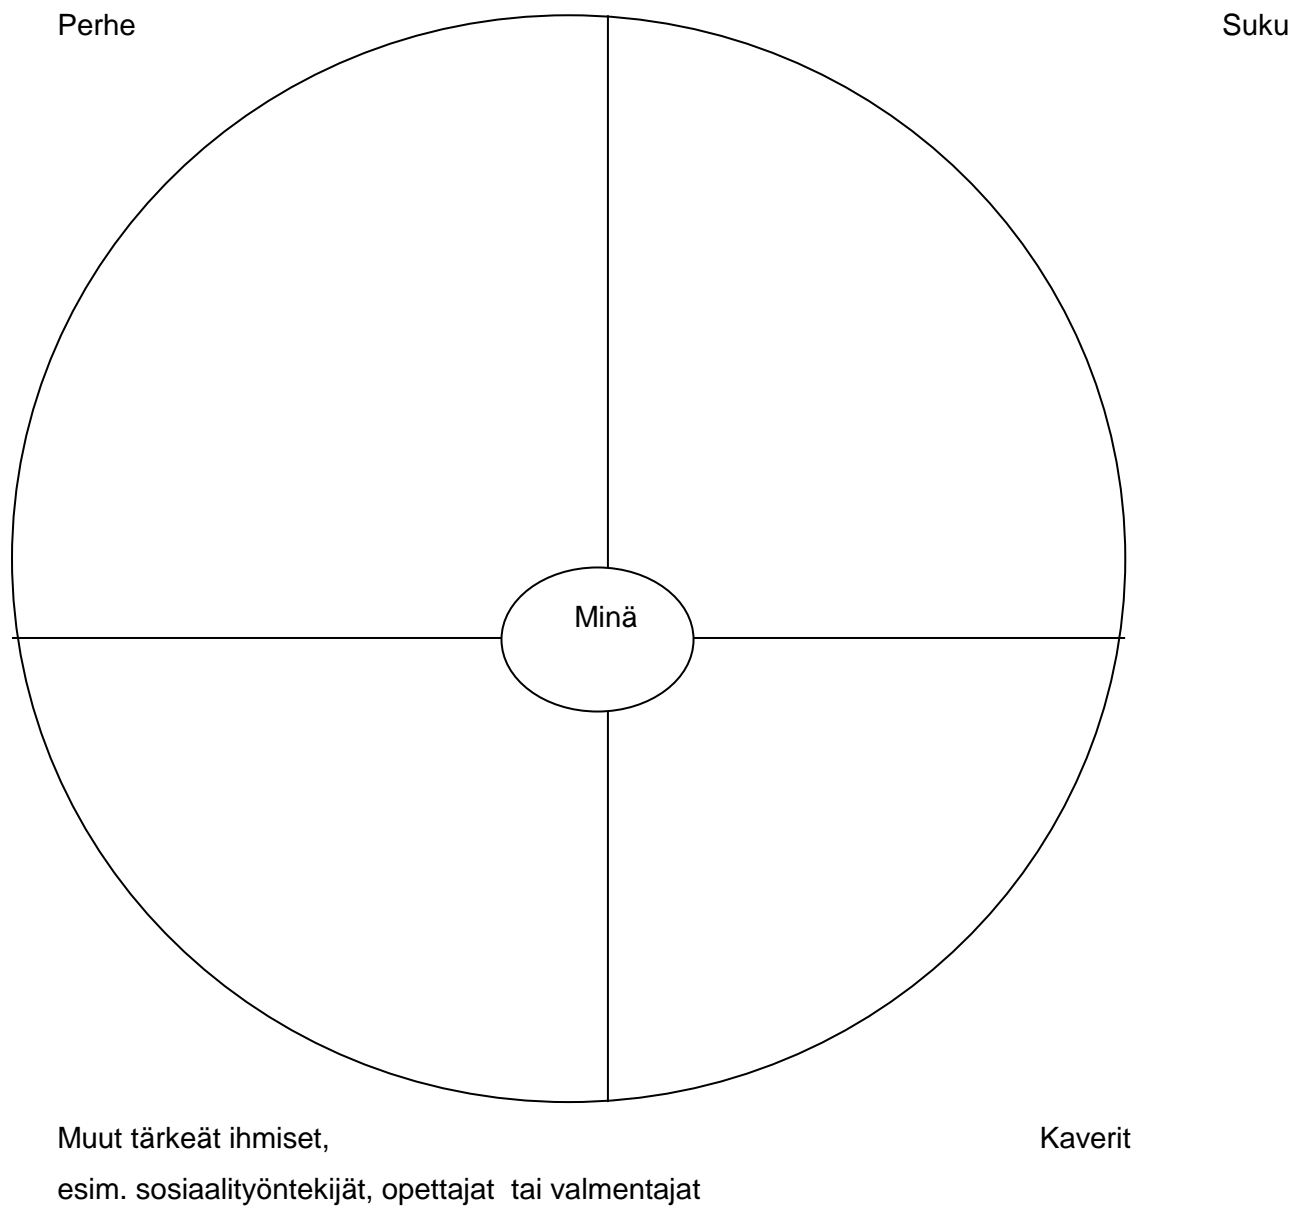 Perhe
Suku
Minä
Muut tärkeät ihmiset,
Kaverit
esim. sosiaalityöntekijät, opettajat  tai valmentajat